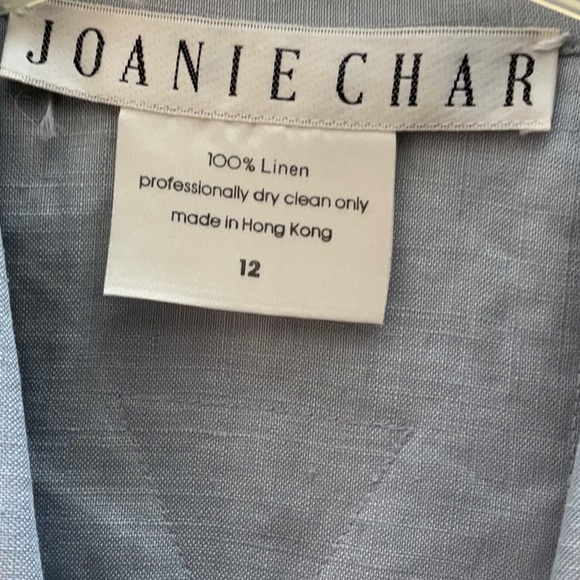 JOANIE CHAR
100% Linen
professionally dry clean only
made in Hong Kong
12